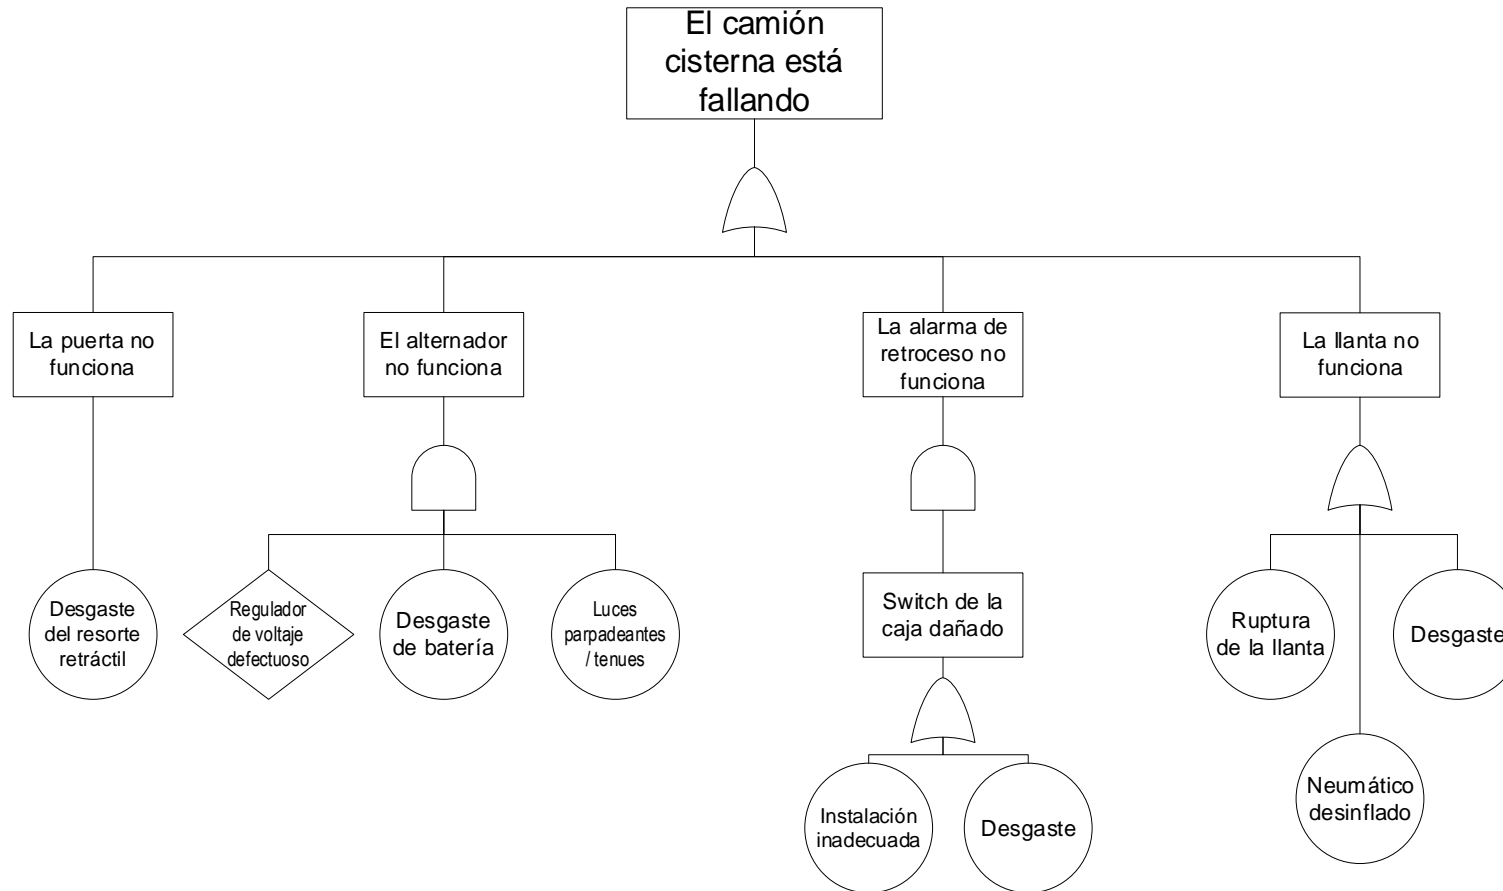 El camión
cisterna está
fallando
La puerta no
funciona
El alternador
no funciona
La alarma de
retroceso no
funciona
La llanta no
funciona
Desgaste
del resorte
retráctil
Regulador
de voltaje
defectuoso
Desgaste
de batería
Luces
parpadeantes
/ tenues
Switch de la
caja dañado
Ruptura
de la llanta
Desgaste
Neumático
desinflado
Instalación
inadecuada
Desgaste